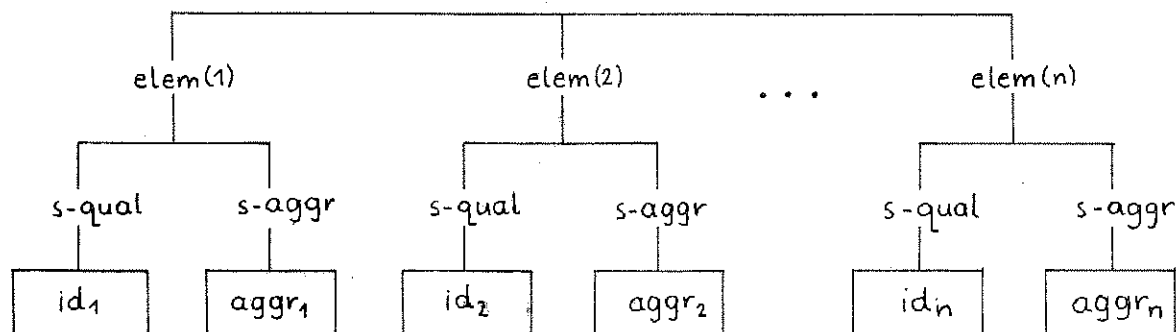 elem(1) elem(2) . . . elem(n)
s-qual s-aggr s-qual s-aggr s-qual s-aggr
id₁ aggr₁ id₂ aggr₂ idₙ aggrₙ